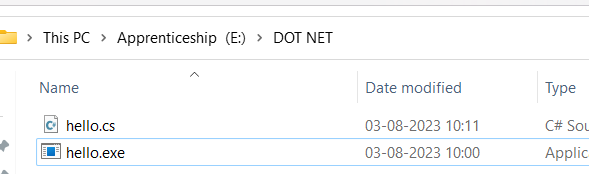 This PC > Apprenticeship (E:) > DOT NET
Name Date modified Type
hello.cs 03-08-2023 10:11 C# Sou
hello.exe 03-08-2023 10:00 Applic